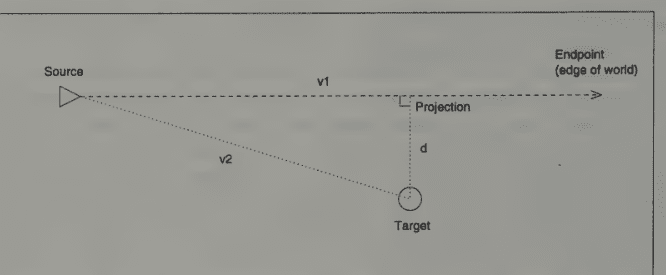 Endpoint
(edge of world)
Source
v1
Projection
d
v2
Target